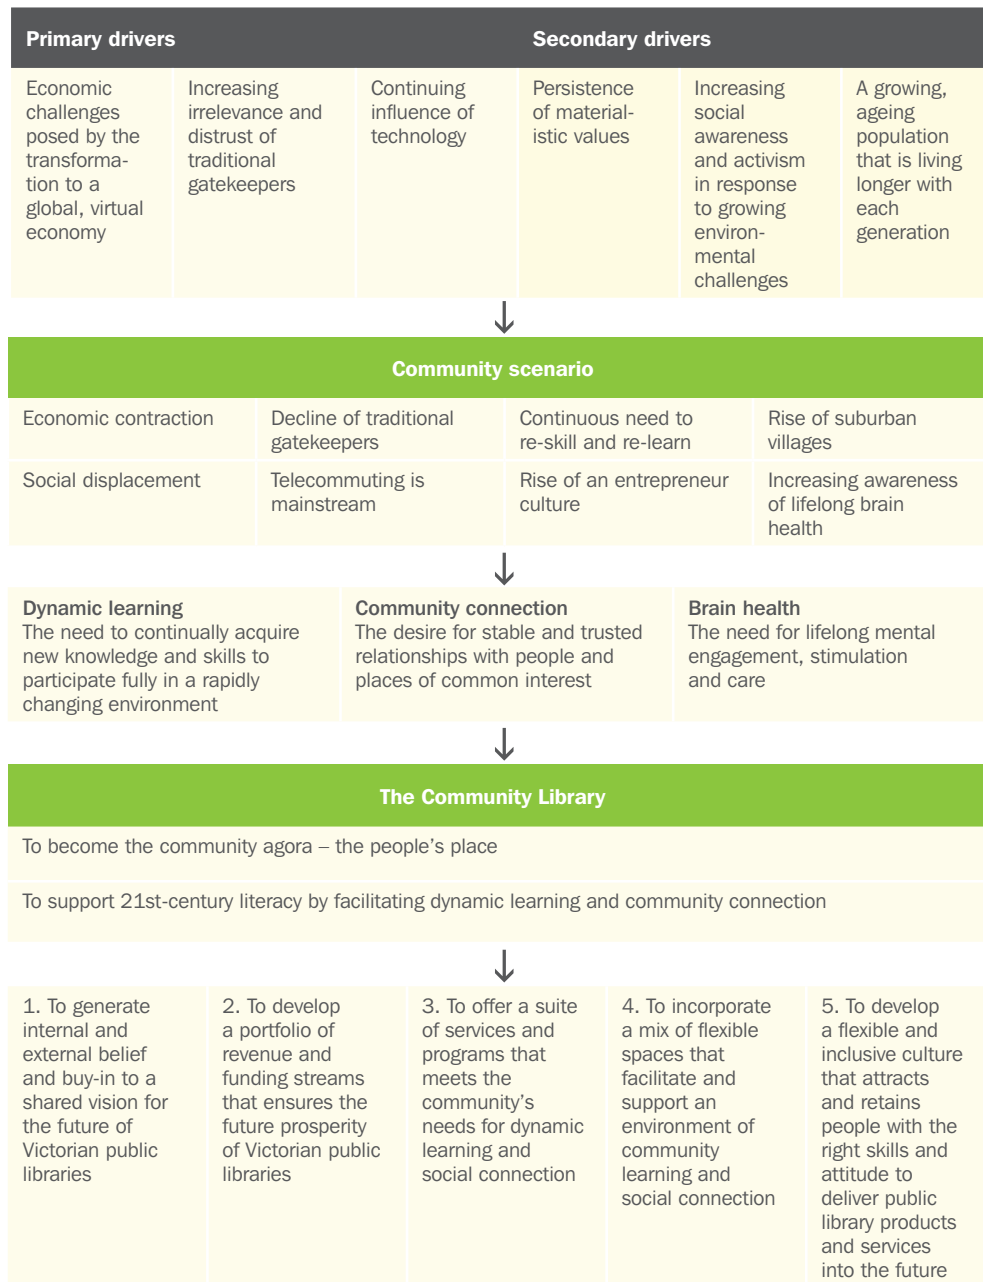 Primary drivers
Secondary drivers
Economic
challenges
posed by the
transforma-
tion to a
global, virtual
economy
Increasing
irrelevance and
distrust of
traditional
gatekeepers
Continuing
influence of
technology
Persistence
of material-
istic values
Increasing
social
awareness
and activism
in response
to growing
environ-
mental
challenges
A growing,
ageing
population
that is living
longer with
each
generation
Community scenario
Economic contraction
Decline of traditional
gatekeepers
Continuous need to
re-skill and re-learn
Rise of suburban
villages
Social displacement
Telecommuting is
mainstream
Rise of an entrepreneur
culture
Increasing awareness
of lifelong brain
health
Dynamic learning
The need to continually acquire
new knowledge and skills to
participate fully in a rapidly
changing environment
Community connection
The desire for stable and trusted
relationships with people and
places of common interest
Brain health
The need for lifelong mental
engagement, stimulation
and care
The Community Library
To become the community agora – the people's place
To support 21st-century literacy by facilitating dynamic learning and community connection
1. To generate
internal and
external belief
and buy-in to a
shared vision for
the future of
Victorian public
libraries
2. To develop
a portfolio of
revenue and
funding streams
that ensures the
future prosperity
of Victorian public
libraries
3. To offer a suite
of services and
programs that
meets the
community's
needs for dynamic
learning and
social connection
4. To incorporate
a mix of flexible
spaces that
facilitate and
support an
environment of
community
learning and
social connection
5. To develop
a flexible and
inclusive culture
that attracts
and retains
people with the
right skills and
attitude to
deliver public
library products
and services
into the future